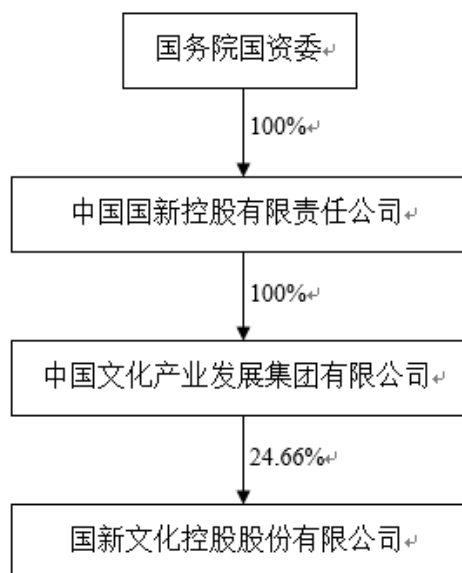 国务院国资委
100%
中国国新控股有限责任公司
100%
中国文化产业发展集团有限公司
24.66%
国新文化控股股份有限公司